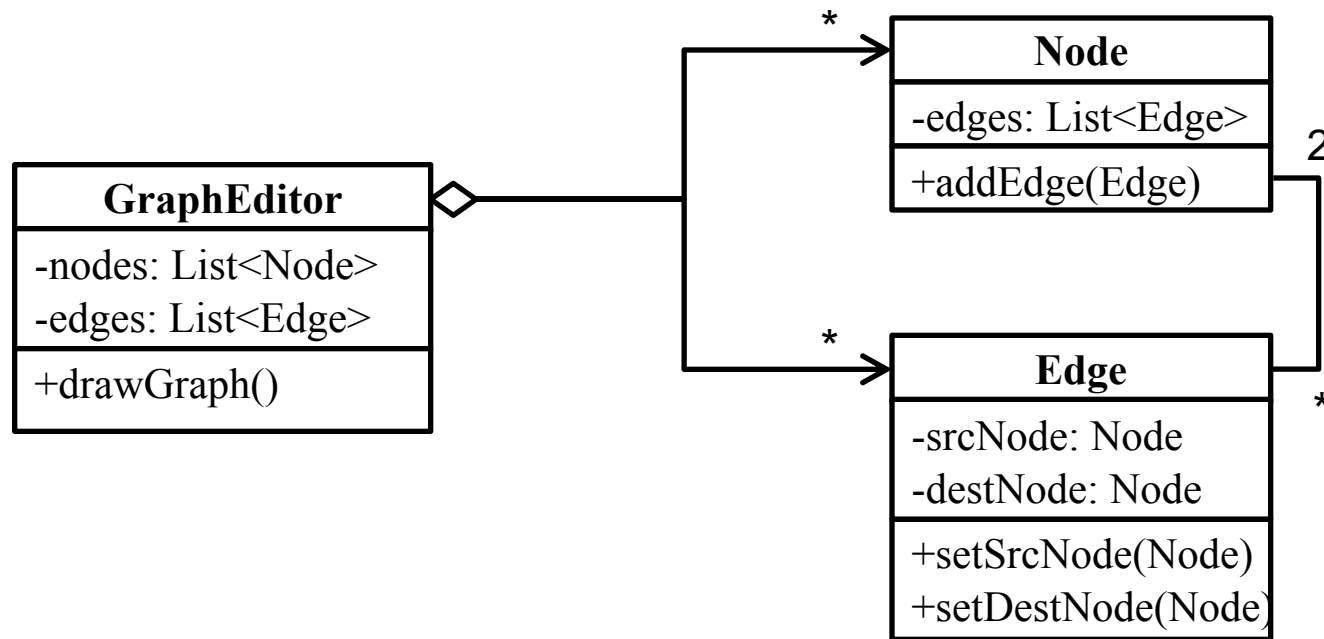 GraphEditor
-nodes: List<Node>
-edges: List<Edge>
+drawGraph()
*
Node
-edges: List<Edge>
+addEdge(Edge)
2
*
Edge
-srcNode: Node
-destNode: Node
+setSrcNode(Node)
+setDestNode(Node)
*